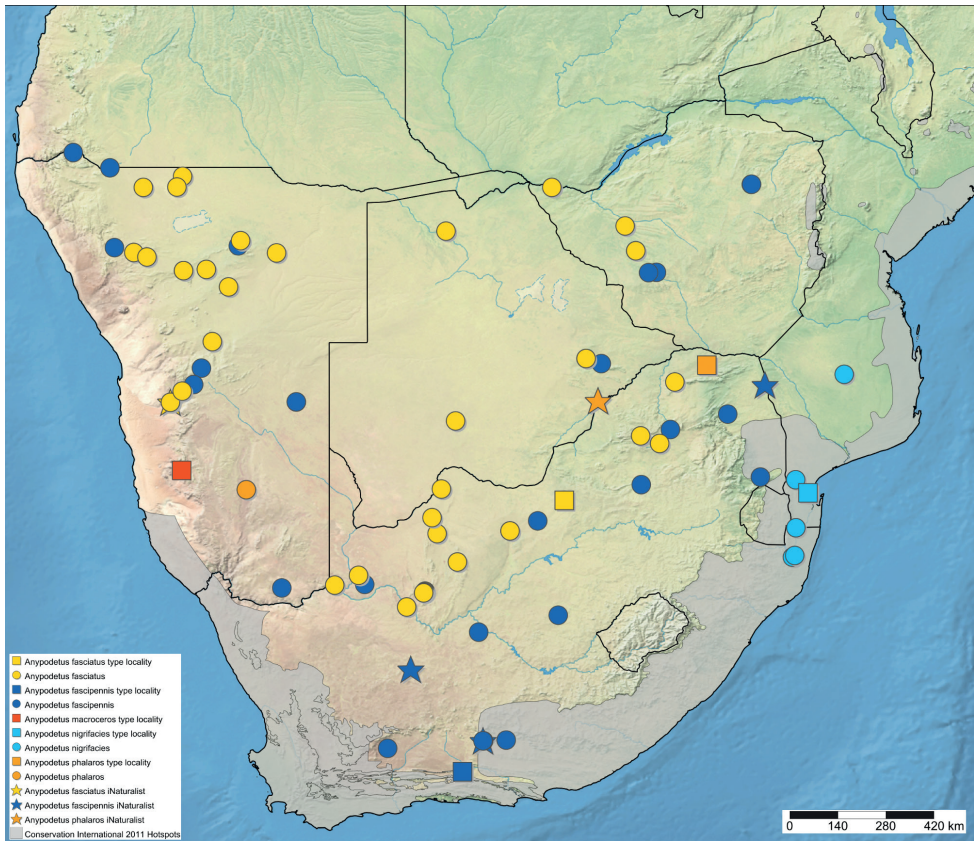 Anypodetus fasciatus type locality
Anypodetus fasciatus
Anypodetus fascipennis type locality
Anypodetus fascipennis
Anypodetus macroceros type locality
Anypodetus nigrifacies type locality
Anypodetus nigrifacies
Anypodetus phalaros type locality
Anypodetus phalaros
Anypodetus fasciatus iNaturalist
Anypodetus fascipennis iNaturalist
Anypodetus phalaros iNaturalist
Conservation International 2011 Hotspots
0 140 280 420 km